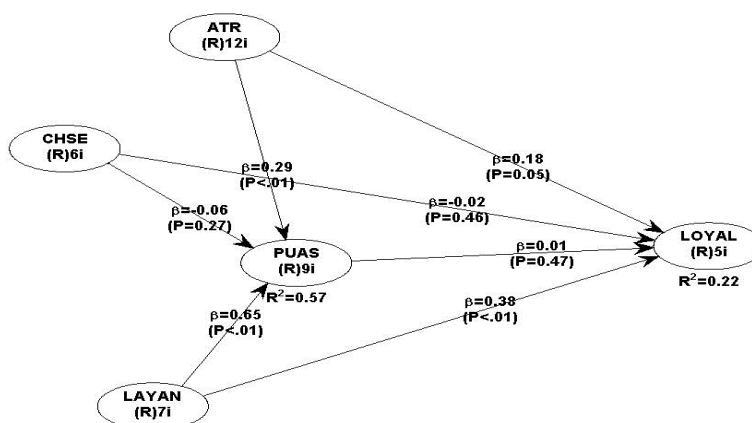 ATR
(R)12i
CHSE
(R)6i
β=0.29
(P<.01)
β=0.18
(P=0.05)
β=-0.02
(P=0.46)
β=-0.06
(P=0.27)
PUAS
(R)9i
R²=0.57
β=0.01
(P=0.47)
LOYAL
(R)5i
R²=0.22
β=0.65
(P<.01)
β=0.38
(P<.01)
LAYAN
(R)7i